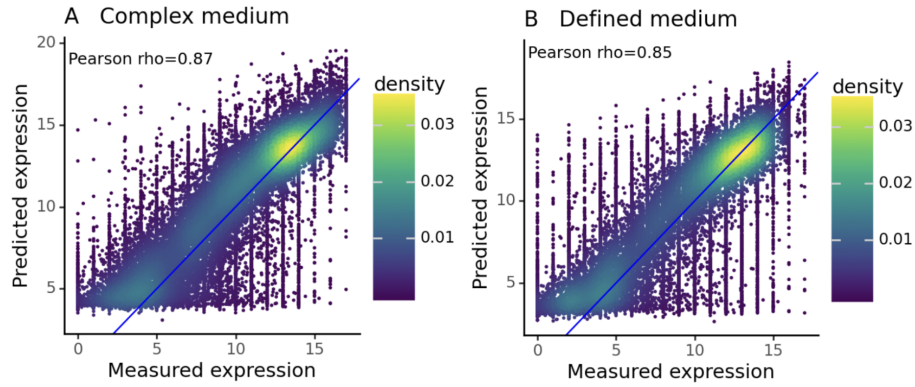 A Complex medium
Pearson rho=0.87
Predicted expression
20
15
10
5
0 5 10 15
Measured expression
density
0.03
0.02
0.01
B Defined medium
Pearson rho=0.85
Predicted expression
15
10
5
0 5 10 15
Measured expression
density
0.03
0.02
0.01